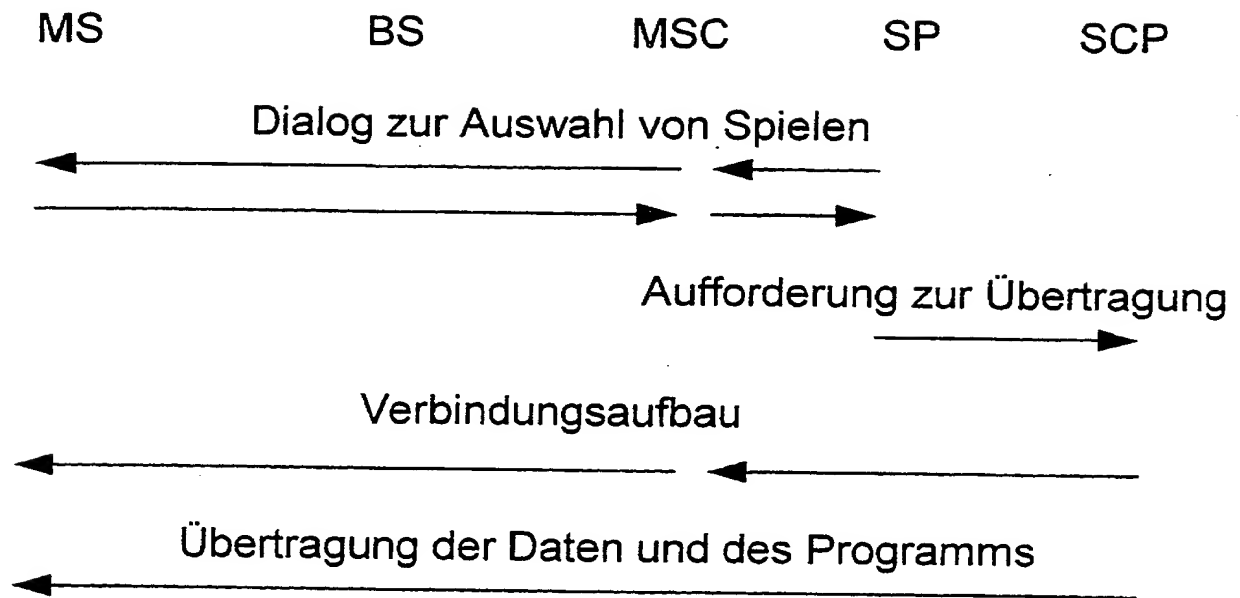 MS BS MSC SP SCP
Dialog zur Auswahl von Spielen
Aufforderung zur Übertragung
Verbindungsaufbau
Übertragung der Daten und des Programms